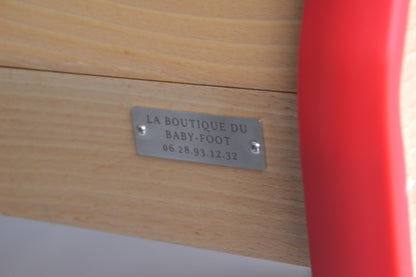 LA BOUTIQUE DU
BABY-FOOT
06.28.93.12.32